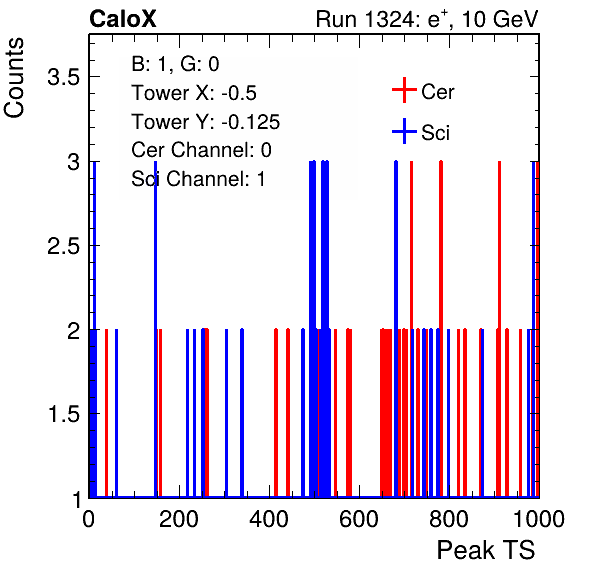 CaloX Run 1324: e+, 10 GeV
Counts
B: 1, G: 0
Tower X: -0.5
Tower Y: -0.125
Cer Channel: 0
Sci Channel: 1
Cer
Sci
3.5
3
2.5
2
1.5
1
0 200 400 600 800 1000
Peak TS